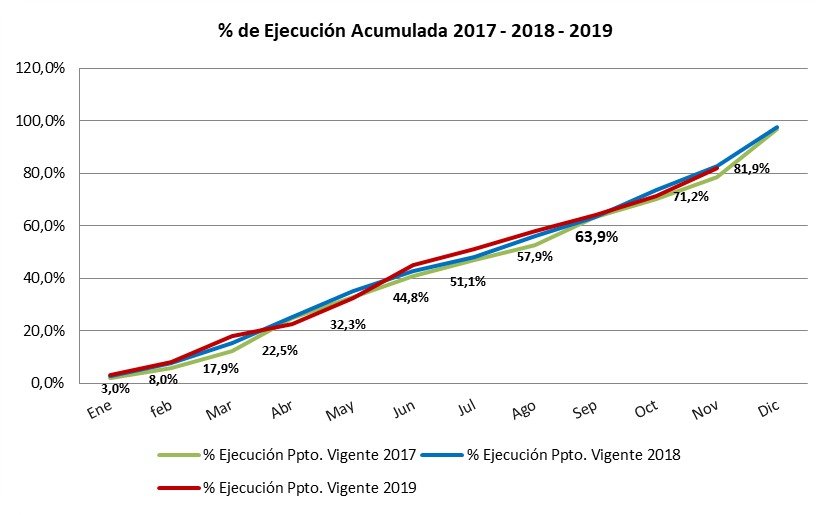 % de Ejecución Acumulada 2017 - 2018 - 2019
120,0%
100,0%
80,0%
60,0%
40,0%
20,0%
0,0%
3,0%
8,0%
17,9%
22,5%
32,3%
44,8%
51,1%
57,9%
63,9%
71,2%
81,9%
Ene
feb
Mar
Abr
May
Jun
Jul
Ago
Sep
Oct
Nov
Dic
% Ejecución Ppto. Vigente 2017
% Ejecución Ppto. Vigente 2018
% Ejecución Ppto. Vigente 2019